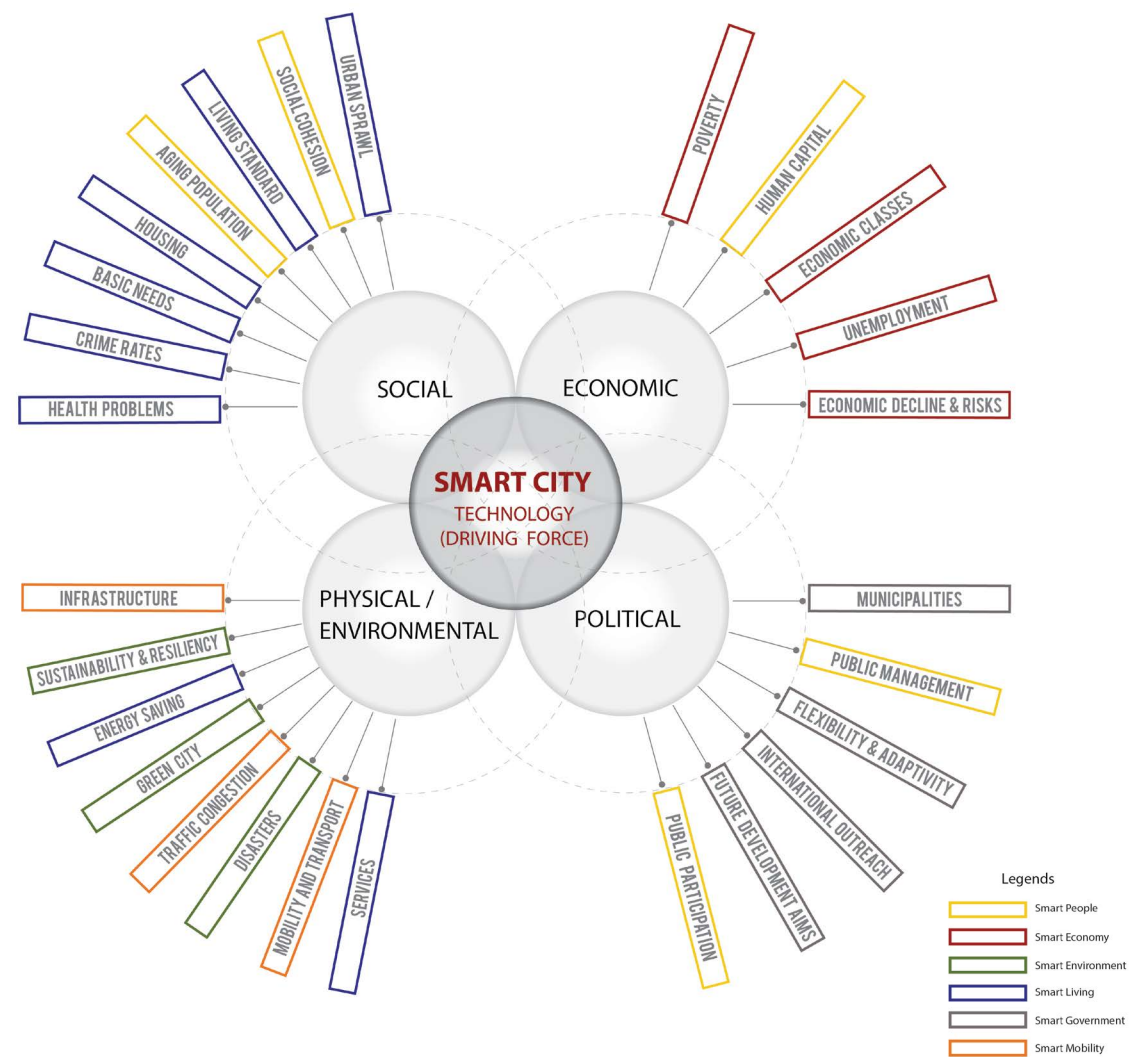 URBAN SPRAWL
SOCIAL COHESION
LIVING STANDARD
AGING POPULATION
HOUSING
BASIC NEEDS
CRIME RATES
HEALTH PROBLEMS
POVERTY
HUMAN CAPITAL
ECONOMIC CLASSES
UNEMPLOYMENT
ECONOMIC DECLINE & RISKS
SOCIAL
ECONOMIC
SMART CITY
TECHNOLOGY
(DRIVING FORCE)
PHYSICAL /
ENVIRONMENTAL
POLITICAL
INFRASTRUCTURE
SUSTAINABILITY & RESILIENCY
ENERGY SAVING
GREEN CITY
TRAFFIC CONGESTION
DISASTERS
MOBILITY AND TRANSPORT
SERVICES
MUNICIPALITIES
PUBLIC MANAGEMENT
FLEXIBILITY & ADAPTIVITY
INTERNATIONAL OUTREACH
FUTURE DEVELOPMENT AIMS
PUBLIC PARTICIPATION
Legends
Smart People
Smart Economy
Smart Environment
Smart Living
Smart Government
Smart Mobility